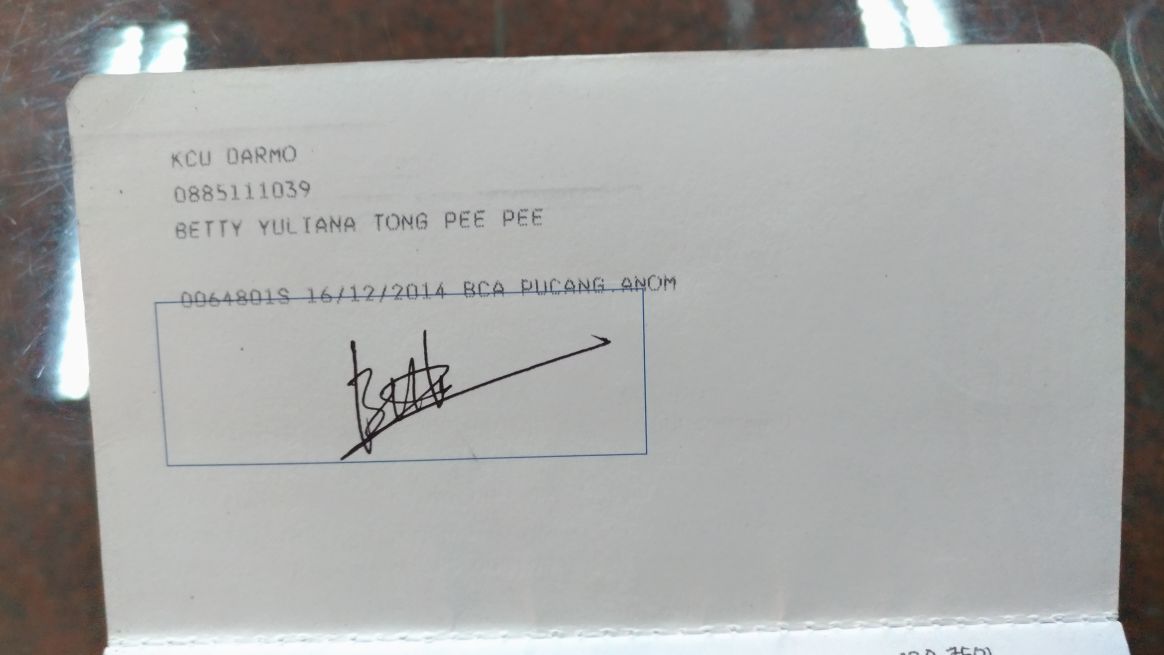 KCU DARMO
0885111039
BETTY YULIANA TONG PEE PEE
0064801S 16/12/2014 BCA PUCANG ANOM